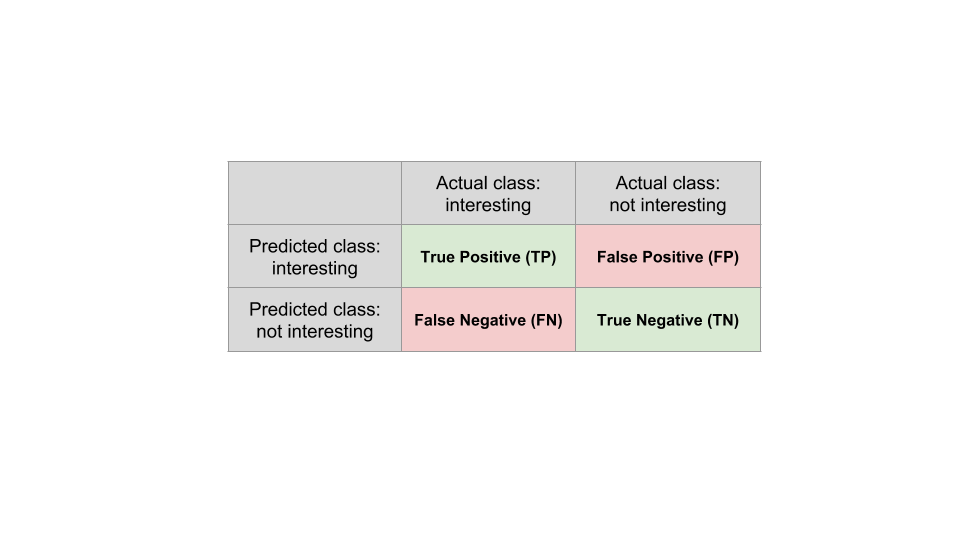 Actual class:
interesting
Actual class:
not interesting
Predicted class:
interesting
True Positive (TP)
False Positive (FP)
Predicted class:
not interesting
False Negative (FN)
True Negative (TN)